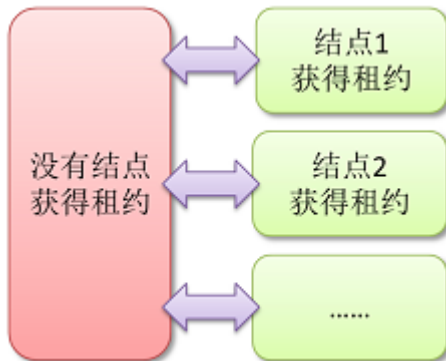 没有结点
获得租约
结点1
获得租约
结点2
获得租约
......